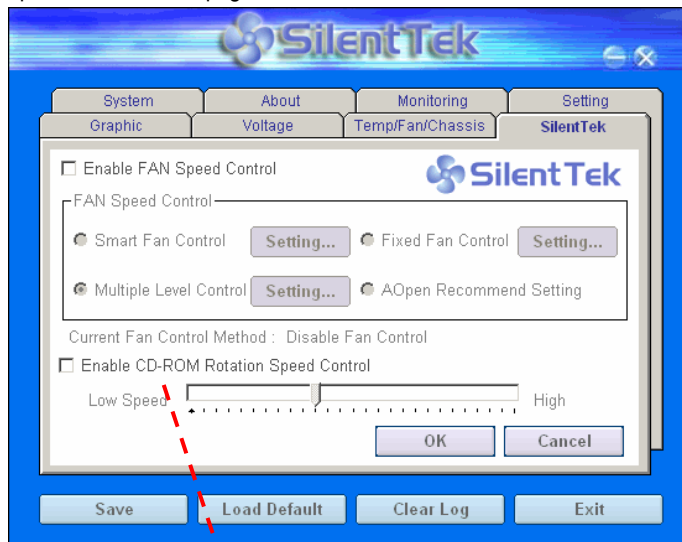 SilentTek
System About Monitoring Setting
Graphic Voltage Temp/Fan/Chassis SilentTek
Enable FAN Speed Control
SilentTek
FAN Speed Control
Smart Fan Control Setting... Fixed Fan Control Setting...
Multiple Level Control Setting... AOpen Recommend Setting
Current Fan Control Method : Disable Fan Control
Enable CD-ROM Rotation Speed Control
Low Speed High
OK Cancel
Save Load Default Clear Log Exit